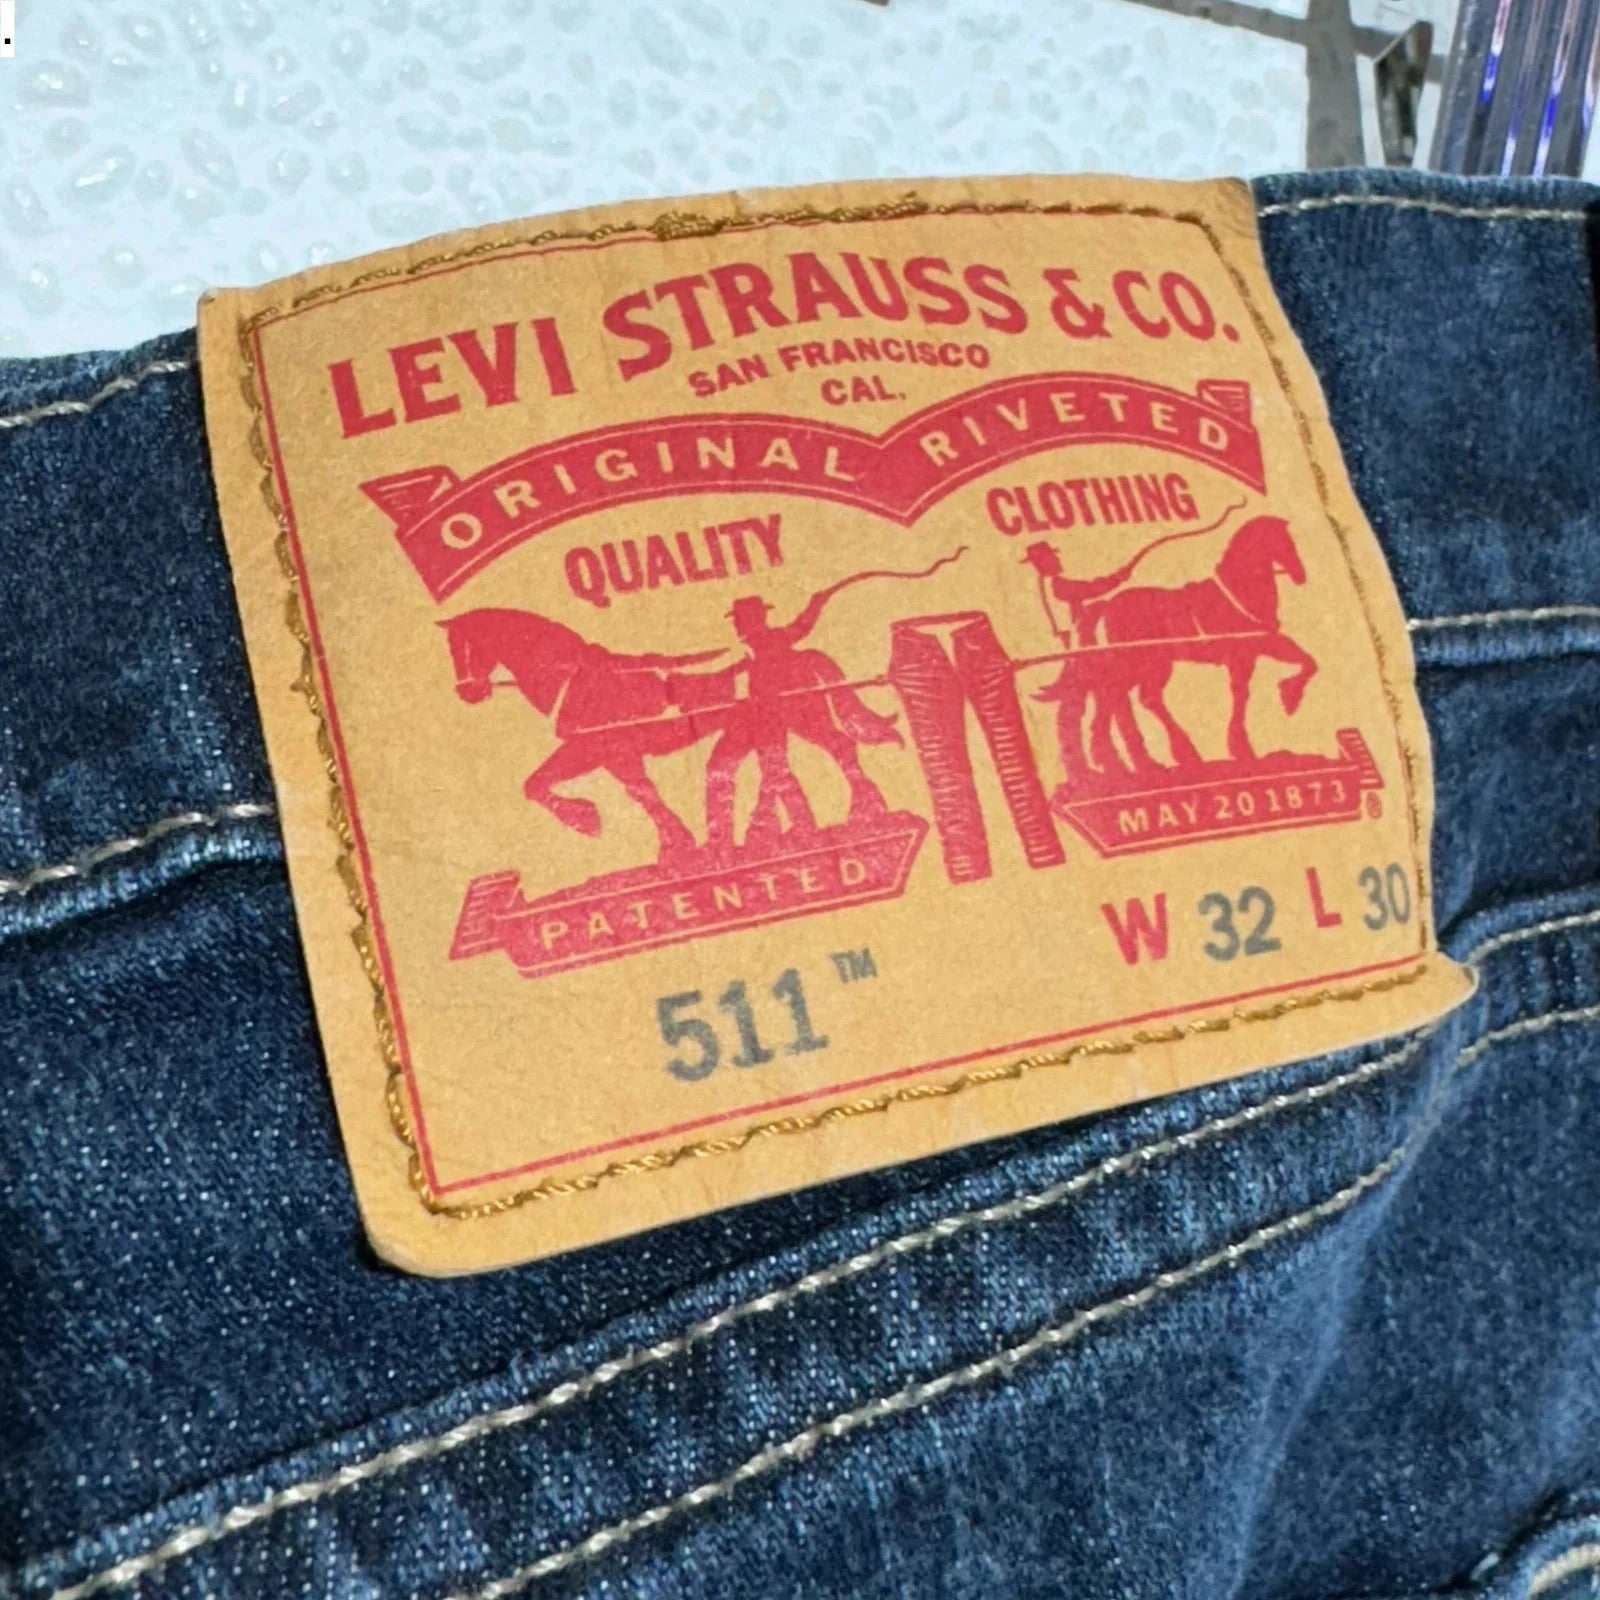 .
LEVI STRAUSS & CO.
SAN FRANCISCO
CAL.
ORIGINAL RIVETED
QUALITY CLOTHING
PATENTED MAY 20 1873 ®
511™ W 32 L 30